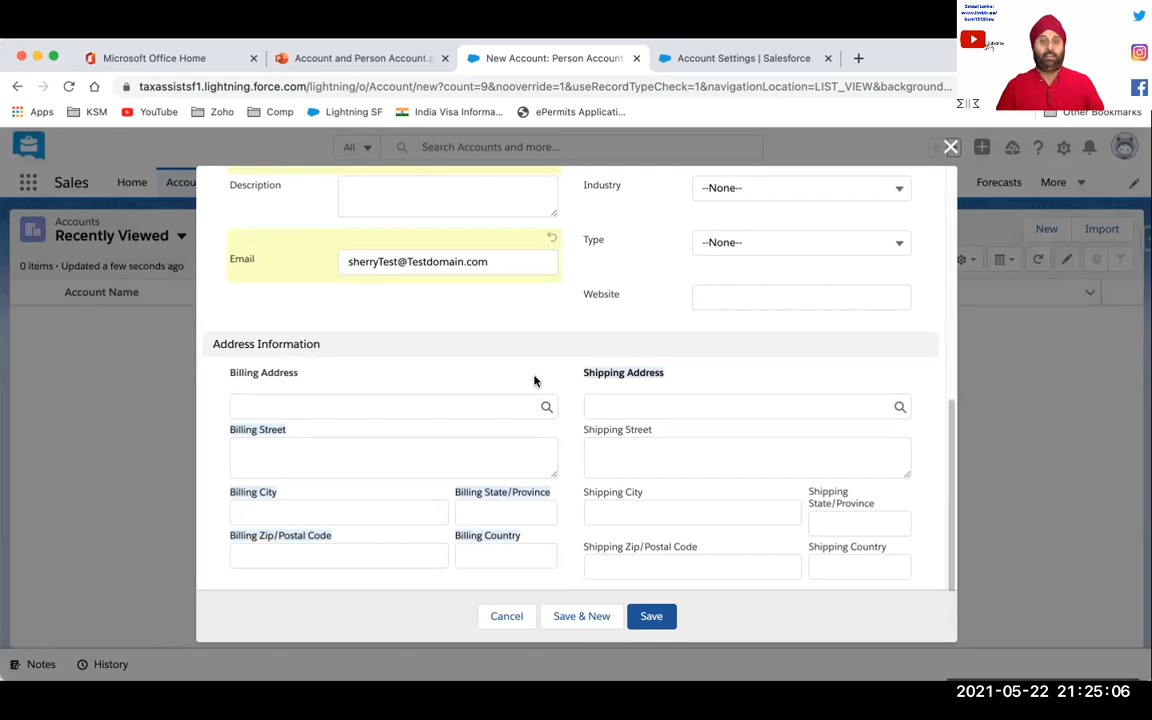 Social Links:
Microsoft Office Home
Account and Person Account.p
New Account: Person Account
Account Settings | Salesforce
taxassistsf1.lightning.force.com/lightning/o/Account/new?count=9&nooverride=1&useRecordTypeCheck=1&navigationLocation=LIST_VIEW&background...
Apps
KSM
YouTube
Zoho
Comp
Lightning SF
India Visa Informa...
ePermits Applicati...
Other Bookmarks
All
Search Accounts and more...
Sales
Home
Accou
Forecasts
More
Accounts
Recently Viewed
New
Import
0 items • Updated a few seconds ago
Account Name
Description
Industry
--None--
Email
sherryTest@Testdomain.com
Type
--None--
Website
Address Information
Billing Address
Shipping Address
Billing Street
Shipping Street
Billing City
Billing State/Province
Shipping City
Shipping
State/Province
Billing Zip/Postal Code
Billing Country
Shipping Zip/Postal Code
Shipping Country
Cancel
Save & New
Save
Notes
History
2021-05-22 21:25:06